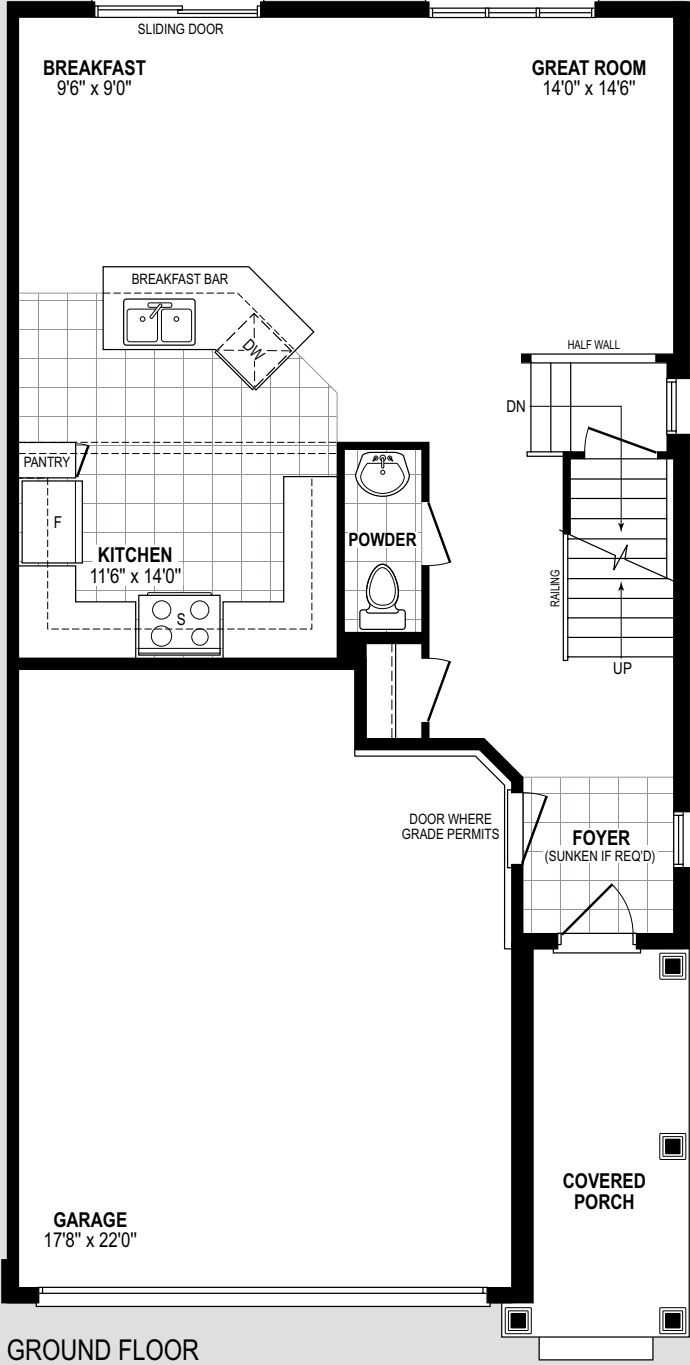 SLIDING DOOR
BREAKFAST
9'6" x 9'0"
GREAT ROOM
14'0" x 14'6"
BREAKFAST BAR
DW
HALF WALL
DN
PANTRY
F
KITCHEN
11'6" x 14'0"
S
POWDER
RAILING
UP
DOOR WHERE
GRADE PERMITS
FOYER
(SUNKEN IF REQ'D)
COVERED
PORCH
GARAGE
17'8" x 22'0"
GROUND FLOOR